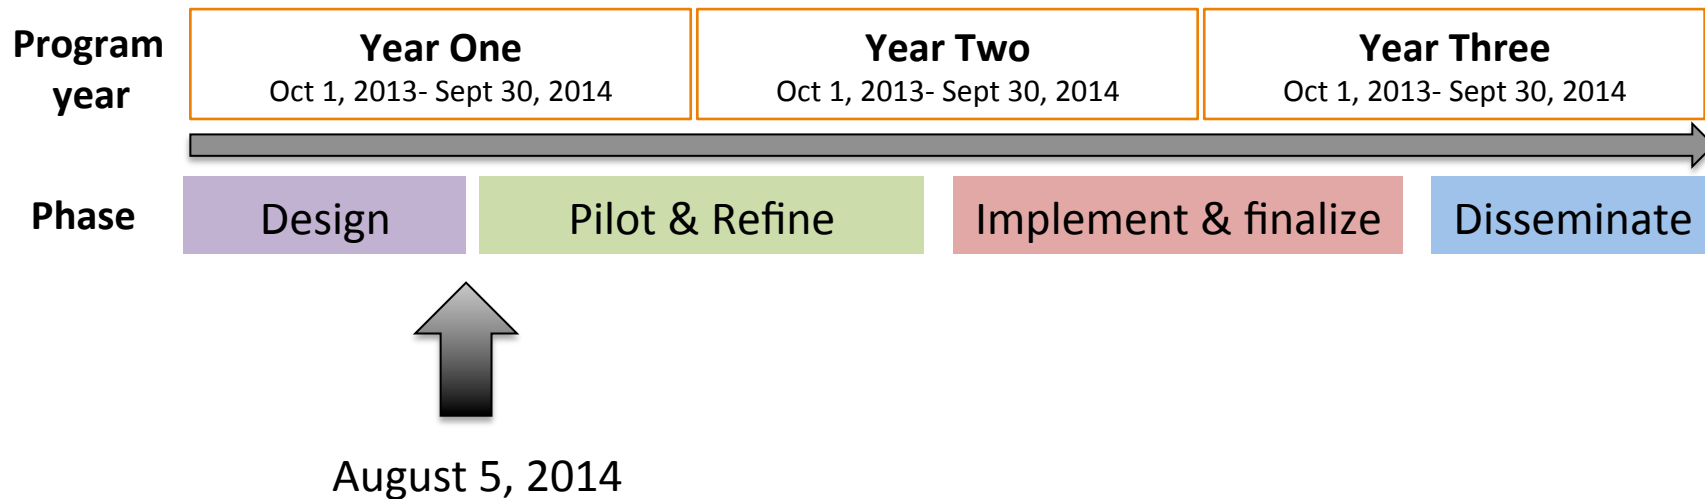 Program
year
Year One
Oct 1, 2013- Sept 30, 2014
Year Two
Oct 1, 2013- Sept 30, 2014
Year Three
Oct 1, 2013- Sept 30, 2014
Phase
Design
Pilot & Refine
Implement & finalize
Disseminate
August 5, 2014